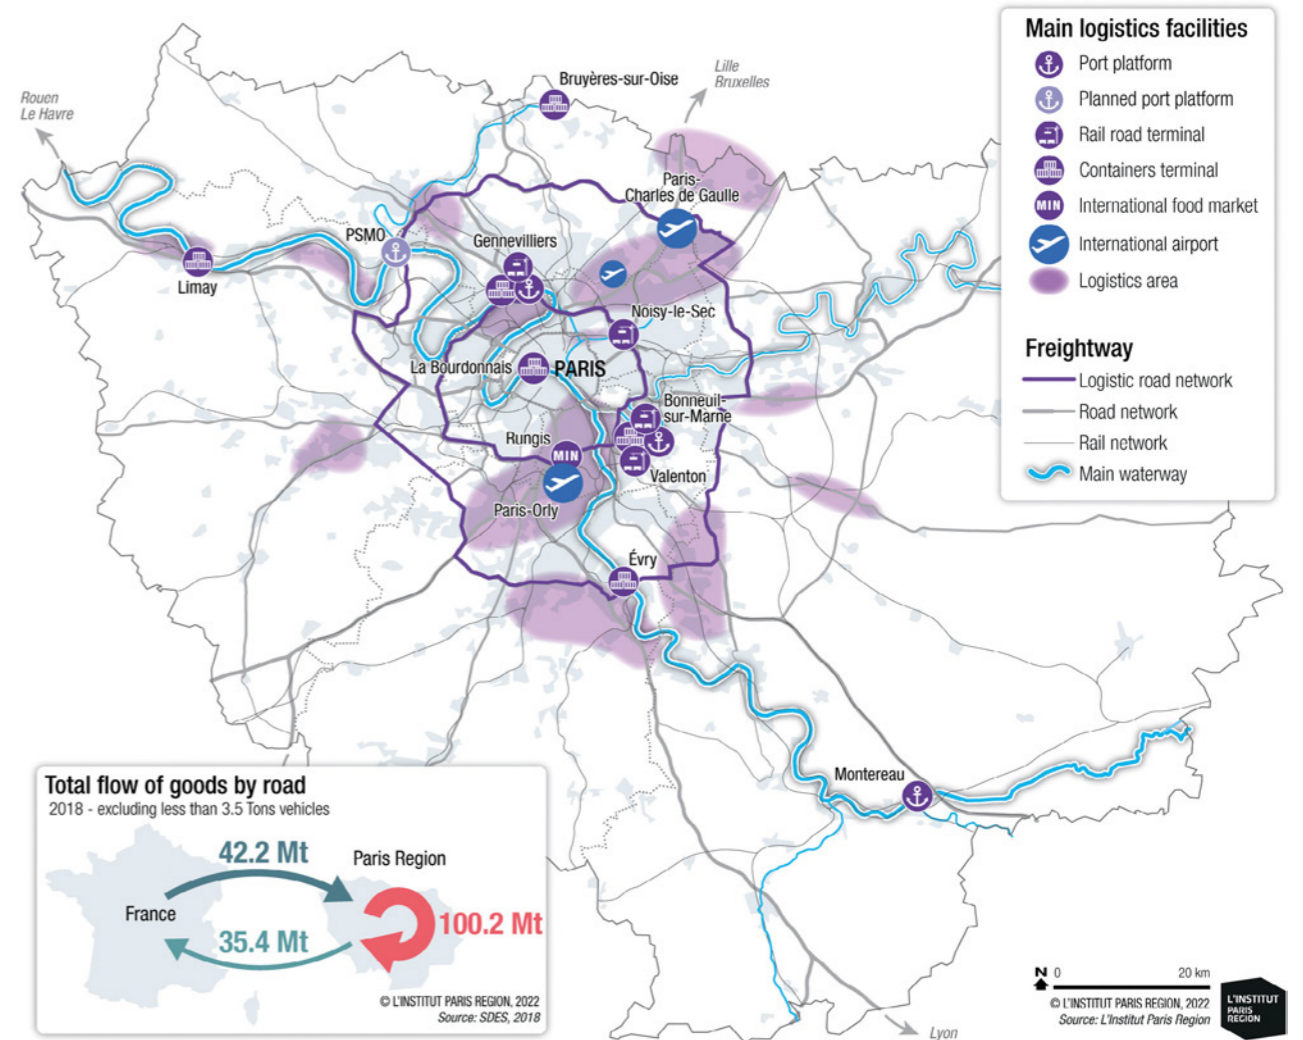 Main logistics facilities
Port platform
Planned port platform
Rail road terminal
Containers terminal
MIN
International food market
International airport
Logistics area
Freightway
Logistic road network
Road network
Rail network
Main waterway
Rouen
Le Havre
Lille
Bruxelles
Bruyères-sur-Oise
Paris-
Charles de Gaulle
PSMO
Gennevilliers
Limay
Noisy-le-Sec
La Bourdonnais
PARIS
Bonneuil-
sur-Marne
Rungis
MIN
Valenton
Paris-Orly
Évry
Montereau
Lyon
Total flow of goods by road
2018 - excluding less than 3.5 Tons vehicles
42.2 Mt
Paris Region
France
100.2 Mt
35.4 Mt
© L'INSTITUT PARIS REGION, 2022
Source: SDES, 2018
N 0 20 km
© L'INSTITUT PARIS REGION, 2022
Source: L'Institut Paris Region
L'INSTITUT
PARIS
REGION